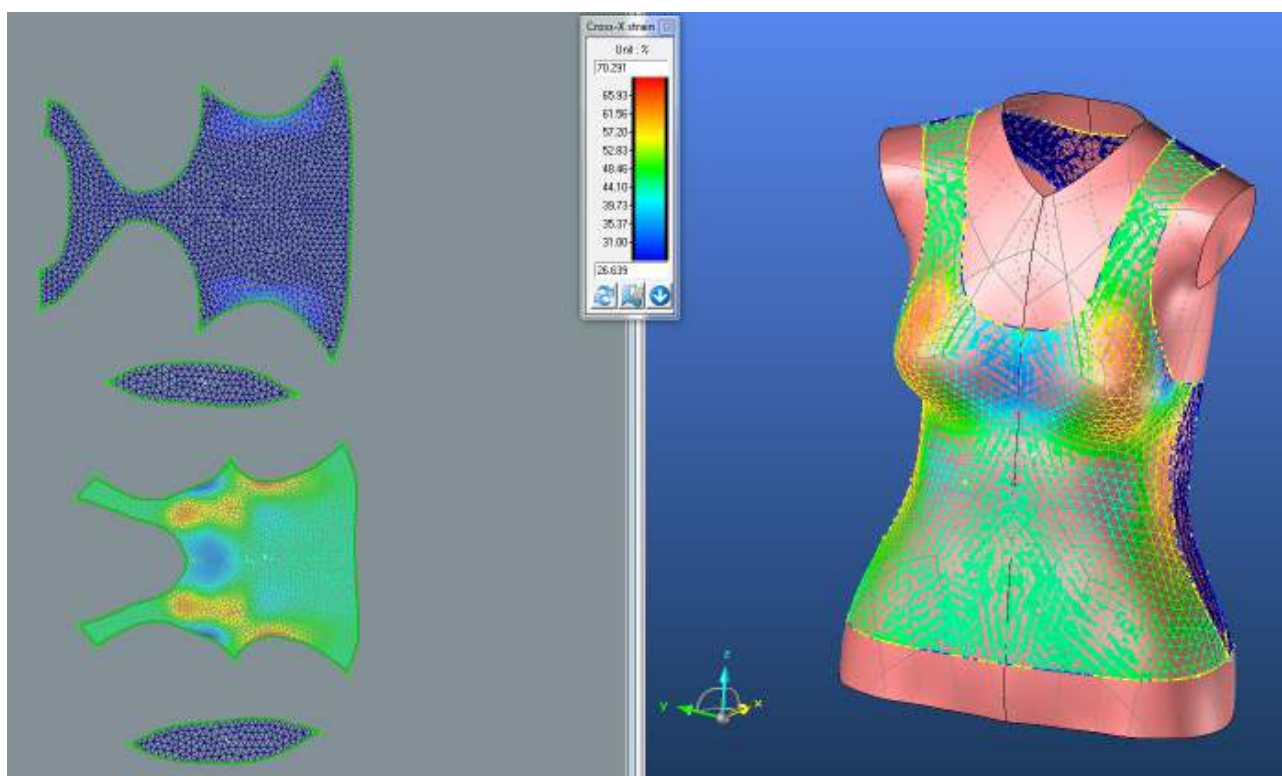 Cross-X strain
Unit : %
70.291
65.93
61.56
57.20
52.83
48.46
44.10
39.73
35.37
31.00
26.639
z
y
x